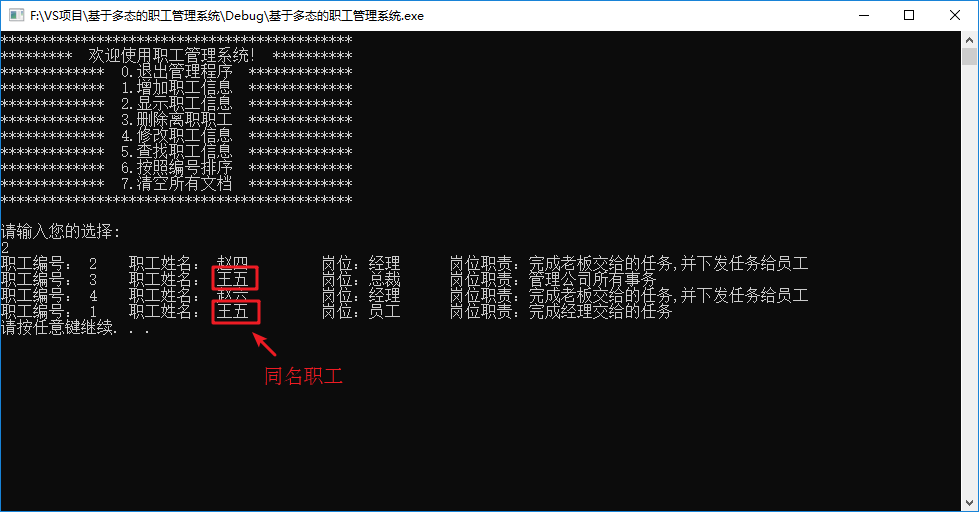 F:\VS项目\基于多态的职工管理系统\Debug\基于多态的职工管理系统.exe
********************************************
*********  欢迎使用职工管理系统!  **********
*************  0.退出管理程序  *************
*************  1.增加职工信息  *************
*************  2.显示职工信息  *************
*************  3.删除离职职工  *************
*************  4.修改职工信息  *************
*************  5.查找职工信息  *************
*************  6.按照编号排序  *************
*************  7.清空所有文档  *************
********************************************
请输入您的选择:
2
职工编号: 2    职工姓名: 赵四    岗位:经理    岗位职责:完成老板交给的任务,并下发任务给员工
职工编号: 3    职工姓名: 王五    岗位:总裁    岗位职责:管理公司所有事务
职工编号: 4    职工姓名: 赵六    岗位:经理    岗位职责:完成老板交给的任务,并下发任务给员工
职工编号: 1    职工姓名: 王五    岗位:员工    岗位职责:完成经理交给的任务
请按任意键继续. . .
同名职工